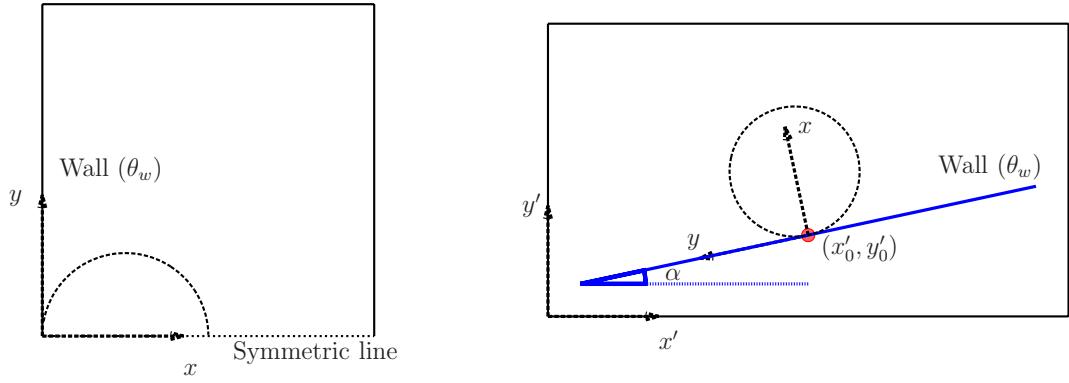 Wall (θ_w)
y
x
Symmetric line
x
Wall (θ_w)
y′
y
(x′_0, y′_0)
α
x′